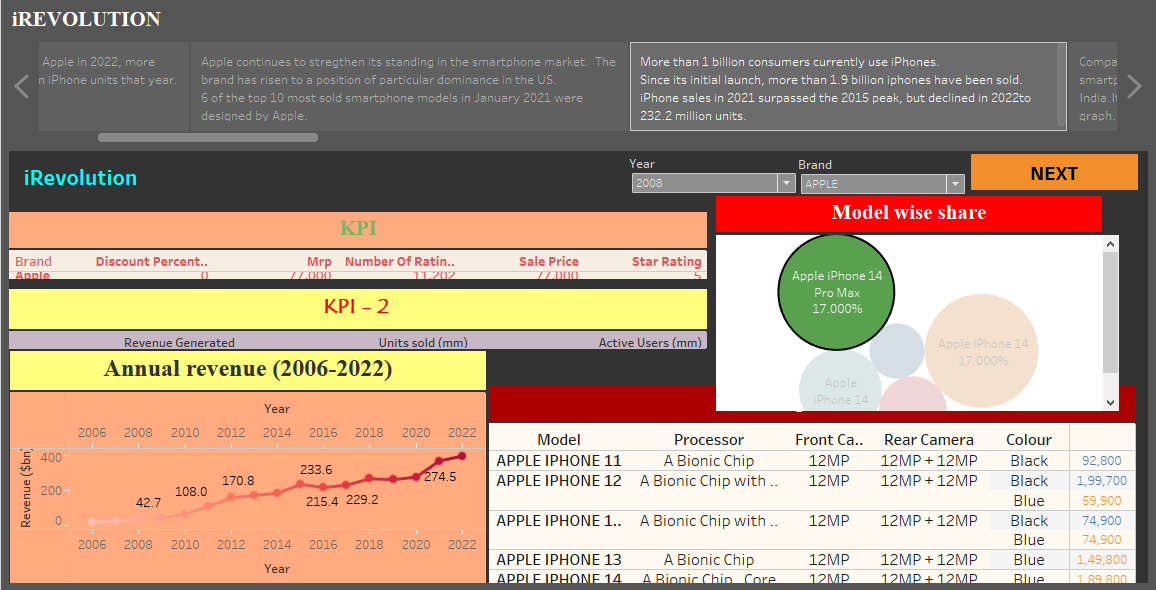 iREVOLUTION
Apple in 2022, more
n iPhone units that year.
Apple continues to stregthen its standing in the smartphone market. The
brand has risen to a position of particular dominance in the US.
6 of the top 10 most sold smartphone models in January 2021 were
designed by Apple.
More than 1 billion consumers currently use iPhones.
Since its initial launch, more than 1.9 billion iphones have been sold.
iPhone sales in 2021 surpassed the 2015 peak, but declined in 2022to
232.2 million units.
Compa
smartp
India. It
graph.
iRevolution
Year
2008
Brand
APPLE
NEXT
KPI
Brand Discount Percent.. Mrp Number Of Ratin.. Sale Price Star Rating
Apple 0 77,000 11,202 77,000 5
KPI - 2
Revenue Generated Units sold (mm) Active Users (mm)
Model wise share
Apple iPhone 14
Pro Max
17.000%
Apple iPhone 14
17.000%
Apple
iPhone 14
Annual revenue (2006-2022)
Year
2006 2008 2010 2012 2014 2016 2018 2020 2022
Revenue ($bn)
400
200
0
42.7
108.0
170.8
233.6
215.4
229.2
274.5
2006 2008 2010 2012 2014 2016 2018 2020 2022
Year
Model Processor Front Ca.. Rear Camera Colour
APPLE IPHONE 11 A Bionic Chip 12MP 12MP + 12MP Black 92,800
APPLE IPHONE 12 A Bionic Chip with .. 12MP 12MP + 12MP Black 1,99,700
Blue 59,900
APPLE IPHONE 1.. A Bionic Chip with .. 12MP 12MP + 12MP Black 74,900
Blue 74,900
APPLE IPHONE 13 A Bionic Chip 12MP 12MP + 12MP Blue 1,49,800
APPLE IPHONE 14 A Bionic Chip, Core 12MP 12MP + 12MP Blue 1,89,800